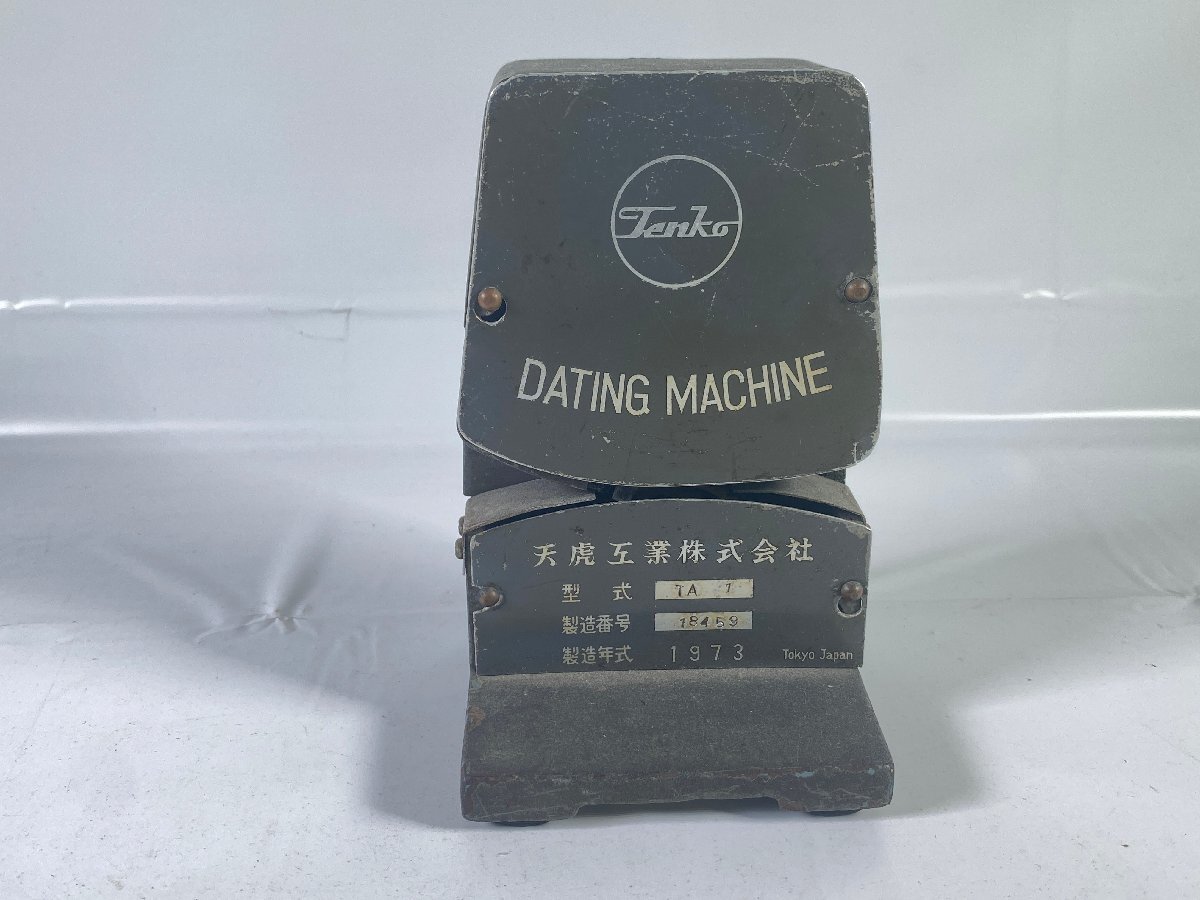 Tenko
DATING MACHINE
天虎工業株式会社
型 式 TA 1
製造番号 18459
製造年式 1973 Tokyo Japan